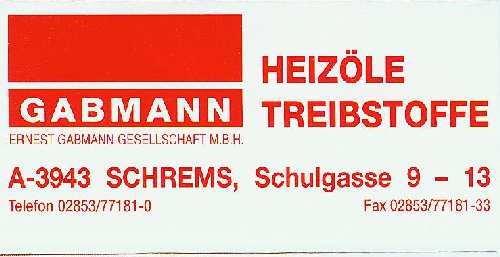 GABMANN
ERNEST GABMANN GESELLSCHAFT M.B.H.
HEIZÖLE
TREIBSTOFFE
A-3943 SCHREMS, Schulgasse 9 – 13
Telefon 02853/77181-0
Fax 02853/77181-33